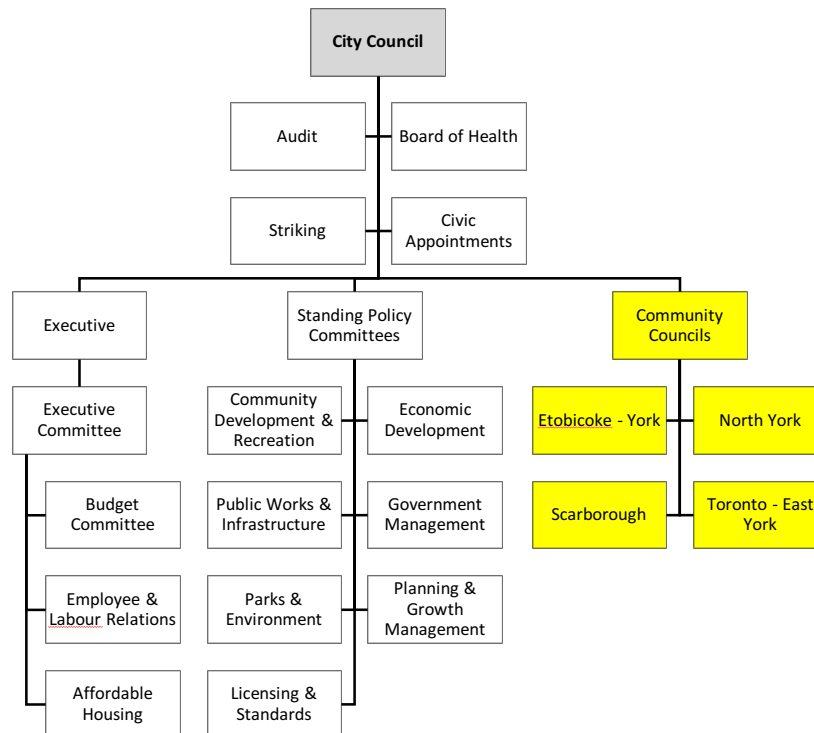 City Council
Audit
Board of Health
Striking
Civic
Appointments
Executive
Standing Policy
Committees
Community
Councils
Executive
Committee
Community
Development &
Recreation
Economic
Development
Etobicoke - York
North York
Budget
Committee
Public Works &
Infrastructure
Government
Management
Scarborough
Toronto - East
York
Employee &
Labour Relations
Parks &
Environment
Planning &
Growth
Management
Affordable
Housing
Licensing &
Standards